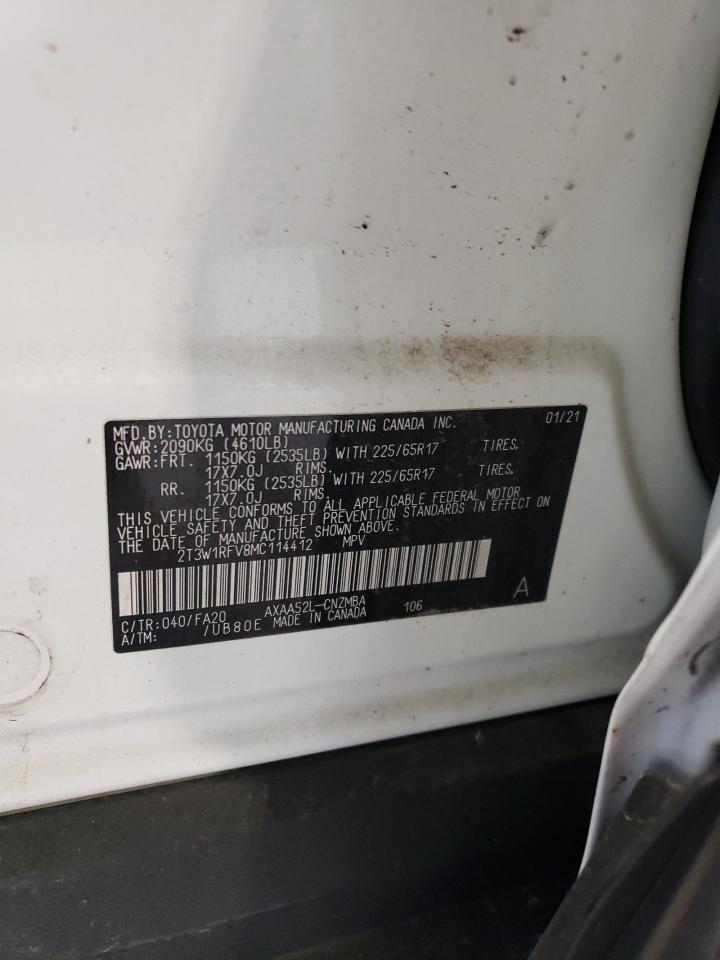 MFD.BY:TOYOTA MOTOR MANUFACTURING CANADA INC. 01/21
GVWR:2090KG (4610LB)
GAWR:FRT. 1150KG (2535LB) WITH 225/65R17 TIRES,
17X7.0J RIMS.
RR. 1150KG (2535LB) WITH 225/65R17 TIRES,
17X7.0J RIMS.
THIS VEHICLE CONFORMS TO ALL APPLICABLE FEDERAL MOTOR
VEHICLE SAFETY AND THEFT PREVENTION STANDARDS IN EFFECT ON
THE DATE OF MANUFACTURE SHOWN ABOVE.
2T3W1RFV8MC114412 MPV
C/TR:040/FA20 AXAA52L-CNZMBA 106 A
A/TM: /UB80E MADE IN CANADA